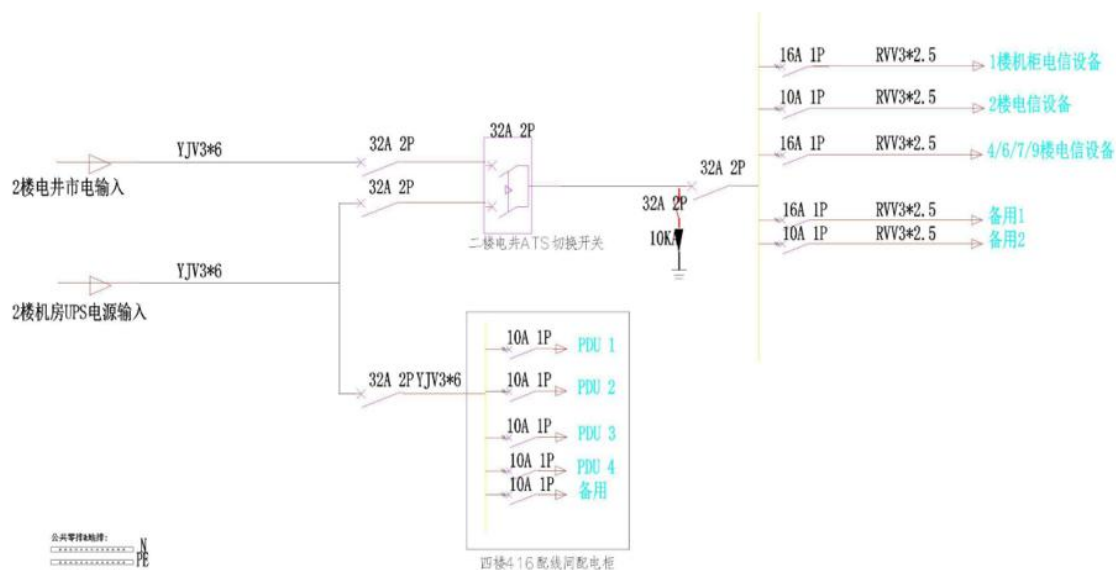 16A 1P
RVV3*2.5
1楼机柜电信设备
10A 1P
RVV3*2.5
2楼电信设备
32A 2P
YJV3*6
32A 2P
16A 1P
RVV3*2.5
4/6/7/9楼电信设备
2楼电井市电输入
32A 2P
32A 2P
32A 2P
16A 1P
RVV3*2.5
备用1
二楼电井ATS切换开关
10KA
10A 1P
RVV3*2.5
备用2
YJV3*6
2楼机房UPS电源输入
10A 1P
PDU 1
32A 2P
YJV3*6
10A 1P
PDU 2
10A 1P
PDU 3
10A 1P
PDU 4
10A 1P
备用
公共零排&地排:
N
PE
四楼416配线间配电柜